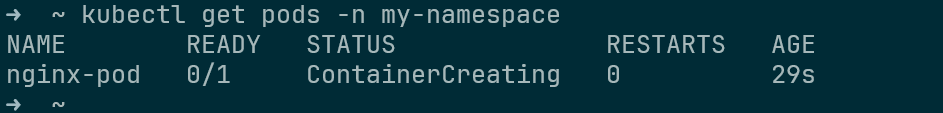 → ~ kubectl get pods -n my-namespace
NAME READY STATUS RESTARTS AGE
nginx-pod 0/1 ContainerCreating 0 29s
→ ~